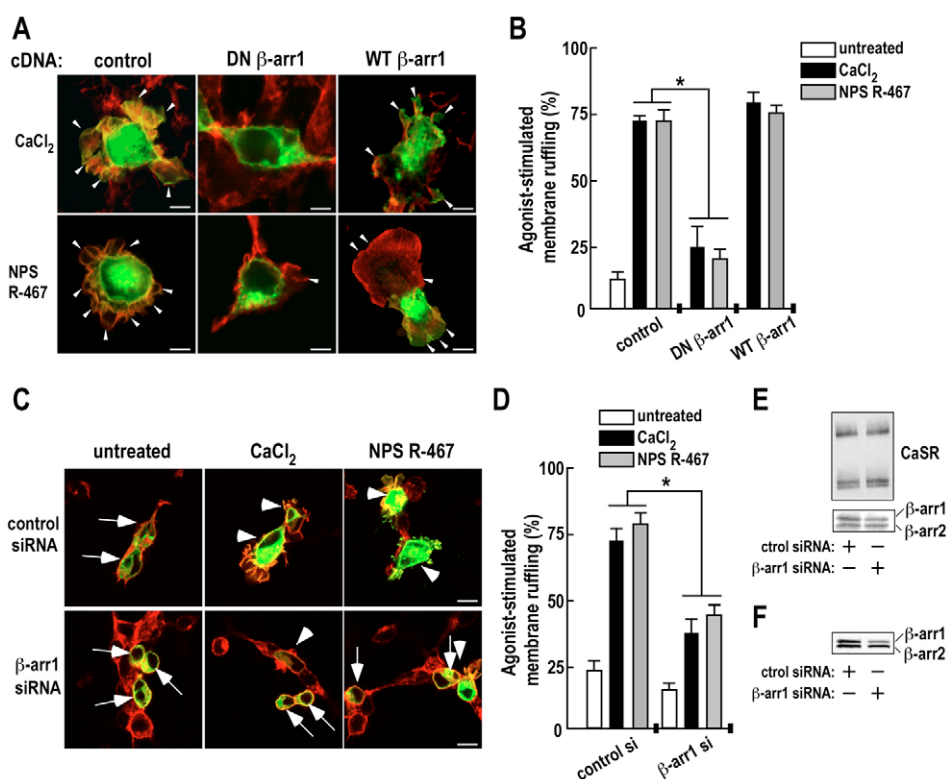 A
cDNA: control DN β-arr1 WT β-arr1
CaCl2
NPS
R-467
B
untreated
CaCl2
NPS R-467
Agonist-stimulated
membrane ruffling (%)
100
75
50
25
0
*
control
DN β-arr1
WT β-arr1
C
untreated CaCl2 NPS R-467
control
siRNA
β-arr1
siRNA
D
untreated
CaCl2
NPS R-467
Agonist-stimulated
membrane ruffling (%)
100
75
50
25
0
*
control si
β-arr1 si
E
CaSR
β-arr1
β-arr2
ctrol siRNA: + −
β-arr1 siRNA: − +
F
β-arr1
β-arr2
ctrol siRNA: + −
β-arr1 siRNA: − +